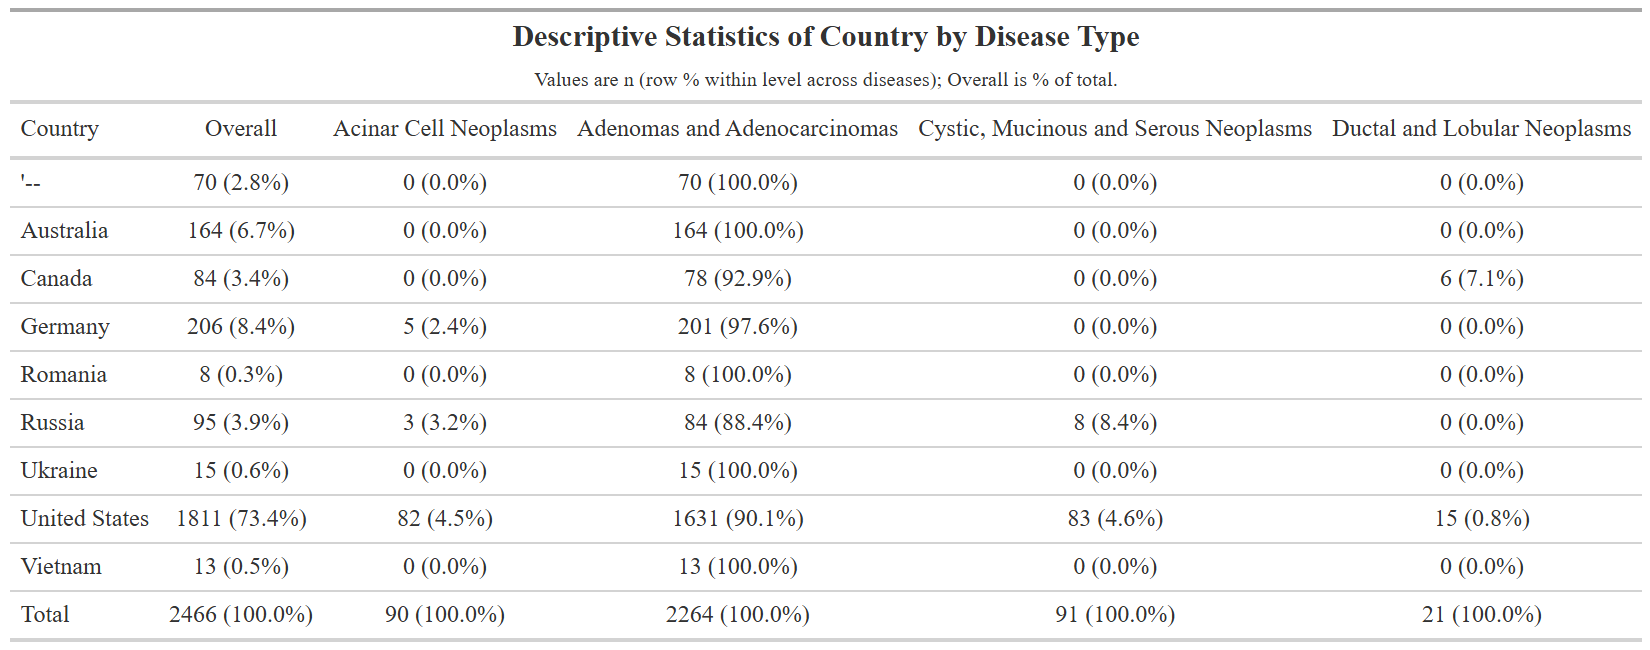 Descriptive Statistics of Country by Disease Type
Values are n (row % within level across diseases); Overall is % of total.
Country Overall Acinar Cell Neoplasms Adenomas and Adenocarcinomas Cystic, Mucinous and Serous Neoplasms Ductal and Lobular Neoplasms
'-- 70 (2.8%) 0 (0.0%) 70 (100.0%) 0 (0.0%) 0 (0.0%)
Australia 164 (6.7%) 0 (0.0%) 164 (100.0%) 0 (0.0%) 0 (0.0%)
Canada 84 (3.4%) 0 (0.0%) 78 (92.9%) 0 (0.0%) 6 (7.1%)
Germany 206 (8.4%) 5 (2.4%) 201 (97.6%) 0 (0.0%) 0 (0.0%)
Romania 8 (0.3%) 0 (0.0%) 8 (100.0%) 0 (0.0%) 0 (0.0%)
Russia 95 (3.9%) 3 (3.2%) 84 (88.4%) 8 (8.4%) 0 (0.0%)
Ukraine 15 (0.6%) 0 (0.0%) 15 (100.0%) 0 (0.0%) 0 (0.0%)
United States 1811 (73.4%) 82 (4.5%) 1631 (90.1%) 83 (4.6%) 15 (0.8%)
Vietnam 13 (0.5%) 0 (0.0%) 13 (100.0%) 0 (0.0%) 0 (0.0%)
Total 2466 (100.0%) 90 (100.0%) 2264 (100.0%) 91 (100.0%) 21 (100.0%)